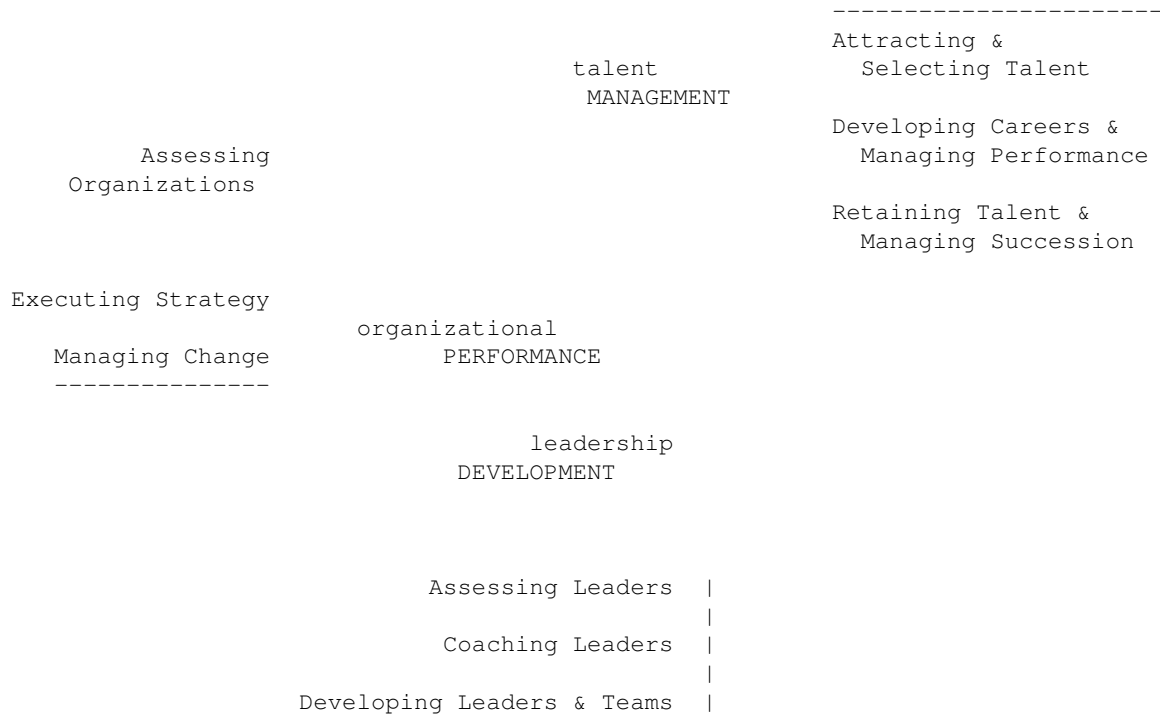 Attracting &
Selecting Talent
talent
MANAGEMENT
Developing Careers &
Managing Performance
Assessing
Organizations
Retaining Talent &
Managing Succession
Executing Strategy
organizational
PERFORMANCE
Managing Change
leadership
DEVELOPMENT
Assessing Leaders
Coaching Leaders
Developing Leaders & Teams